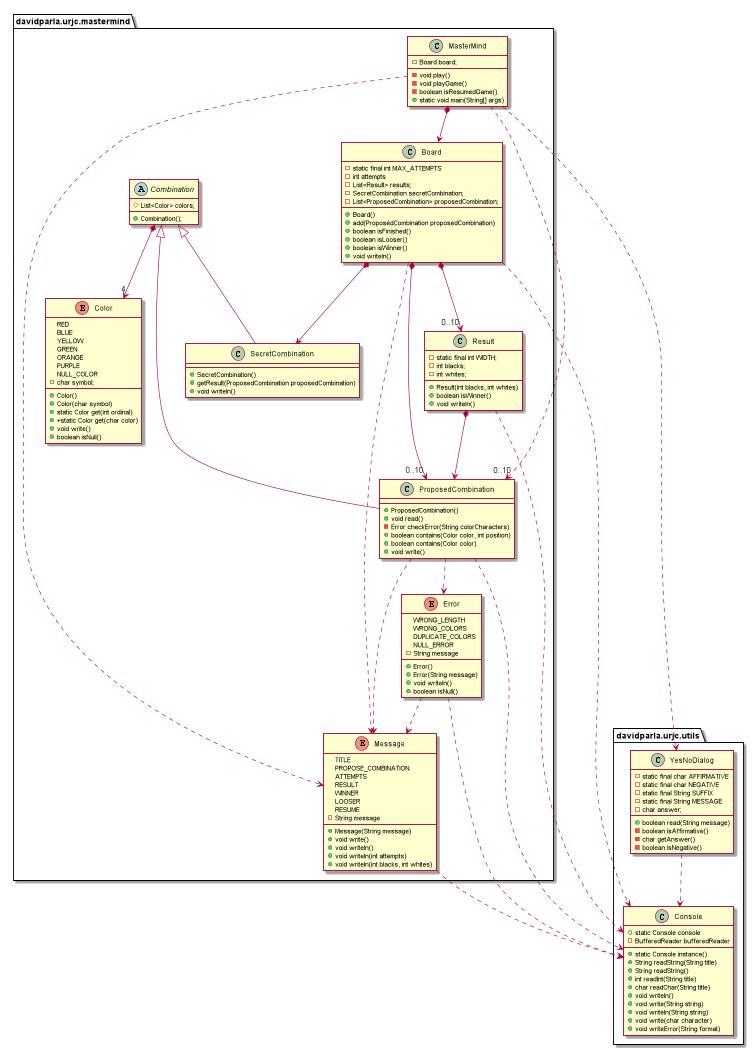 davidparla.urjc.mastermind
MasterMind
Board board;
void play()
void playGame()
boolean isResumedGame()
static void main(String[] args)
Board
static final int MAX_ATTEMPTS
int attempts
List<Result> results;
SecretCombination secretCombination;
List<ProposedCombination> proposedCombination;
Board()
add(ProposedCombination proposedCombination)
boolean isFinished()
boolean isLooser()
boolean isWinner()
void writeln()
Combination
List<Color> colors;
Combination();
4
Color
RED
BLUE
YELLOW
GREEN
ORANGE
PURPLE
NULL_COLOR
char symbol;
Color()
Color(char symbol)
static Color get(int ordinal)
+static Color get(char color)
void write()
boolean isNull()
SecretCombination
SecretCombination()
getResult(ProposedCombination proposedCombination)
void writeln()
0..10
Result
static final int WIDTH;
int blacks;
int whites;
Result(int blacks, int whites)
boolean isWinner()
void writeln()
0..10
0..10
ProposedCombination
ProposedCombination()
void read()
Error checkError(String colorCharacters)
boolean contains(Color color, int position)
boolean contains(Color color)
void write()
Error
WRONG_LENGTH
WRONG_COLORS
DUPLICATE_COLORS
NULL_ERROR
String message
Error()
Error(String message)
void writeln()
boolean isNull()
Message
TITLE
PROPOSE_COMBINATION
ATTEMPTS
RESULT
WINNER
LOOSER
RESUME
String message
Message(String message)
void write()
void writeln()
void writeln(int attempts)
void writeln(int blacks, int whites)
davidparla.urjc.utils
YesNoDialog
static final char AFFIRMATIVE
static final char NEGATIVE
static final String SUFFIX
static final String MESSAGE
char answer;
boolean read(String message)
boolean isAffirmative()
char getAnswer()
boolean isNegative()
Console
static Console console
BufferedReader bufferedReader
static Console instance()
String readString(String title)
String readString()
int readInt(String title)
char readChar(String title)
void writeln()
void write(String string)
void writeln(String string)
void write(char character)
void writeError(String format)